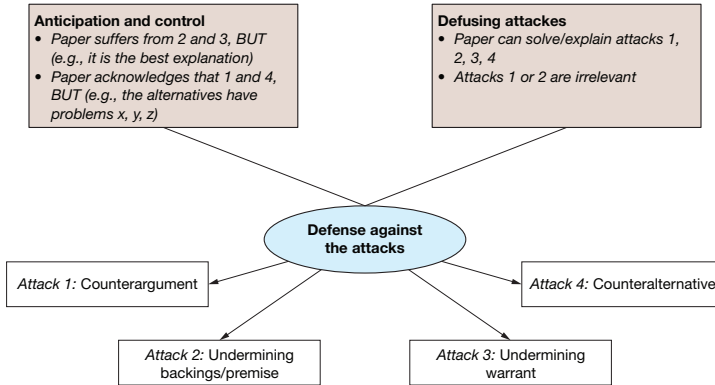 Anticipation and control
• Paper suffers from 2 and 3, BUT
(e.g., it is the best explanation)
• Paper acknowledges that 1 and 4,
BUT (e.g., the alternatives have
problems x, y, z)
Defusing attackes
• Paper can solve/explain attacks 1,
2, 3, 4
• Attacks 1 or 2 are irrelevant
Defense against
the attacks
Attack 1: Counterargument
Attack 4: Counteralternative
Attack 2: Undermining
backings/premise
Attack 3: Undermining
warrant